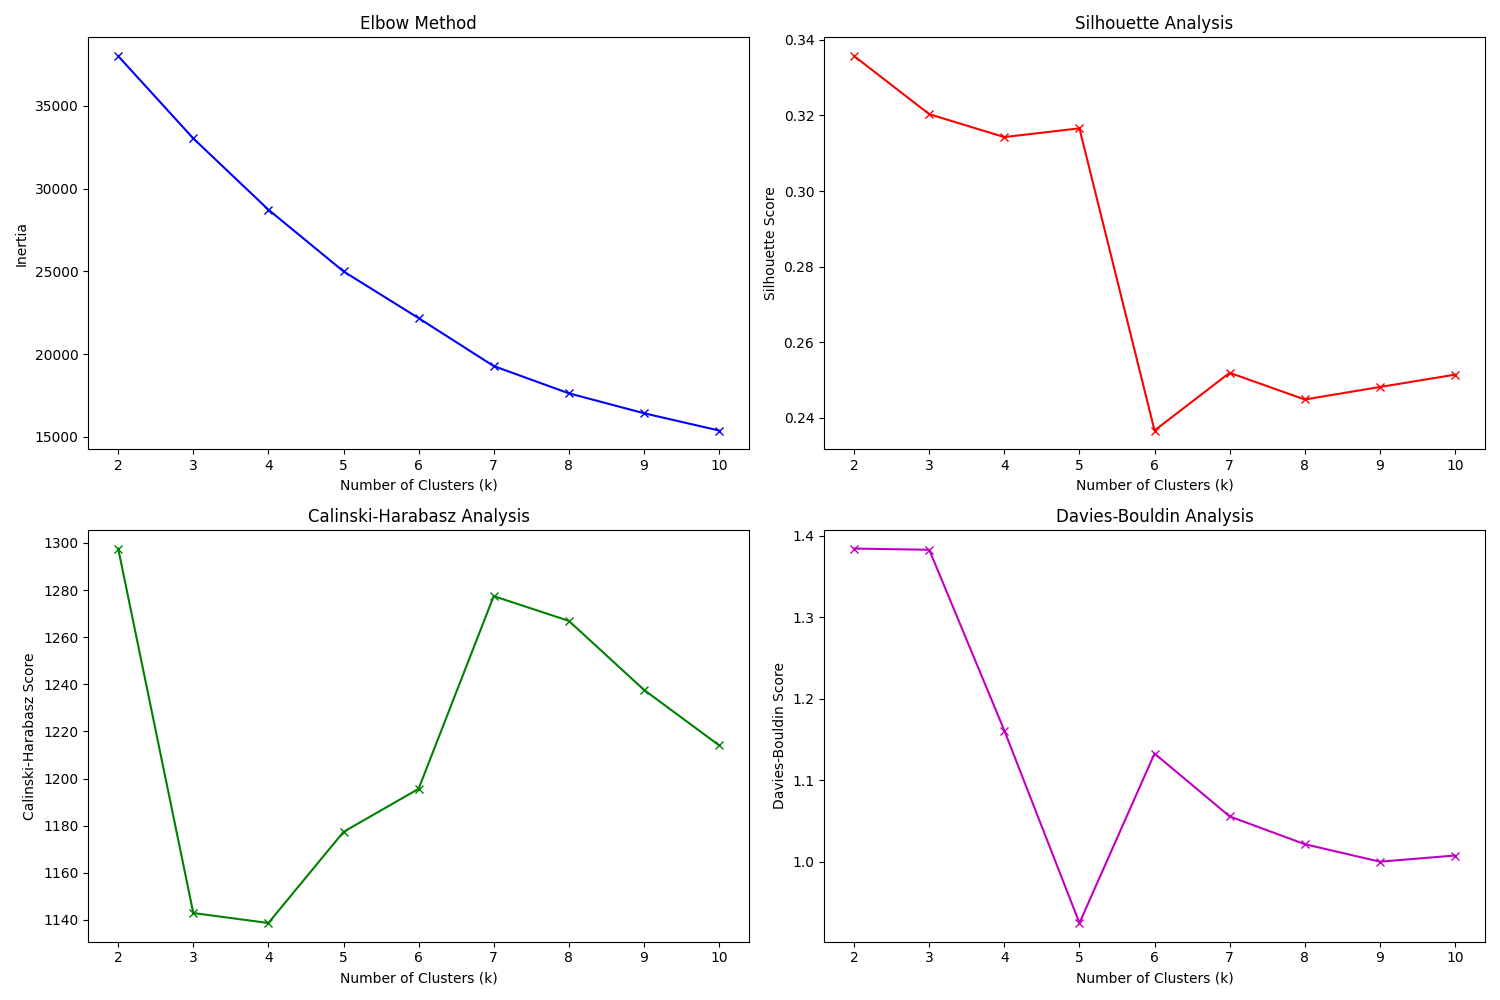 Elbow Method
35000
30000
25000
20000
15000
Inertia
2 3 4 5 6 7 8 9 10
Number of Clusters (k)
Silhouette Analysis
0.34
0.32
0.30
0.28
0.26
0.24
Silhouette Score
2 3 4 5 6 7 8 9 10
Number of Clusters (k)
Calinski-Harabasz Analysis
1300
1280
1260
1240
1220
1200
1180
1160
1140
Calinski-Harabasz Score
2 3 4 5 6 7 8 9 10
Number of Clusters (k)
Davies-Bouldin Analysis
1.4
1.3
1.2
1.1
1.0
Davies-Bouldin Score
2 3 4 5 6 7 8 9 10
Number of Clusters (k)